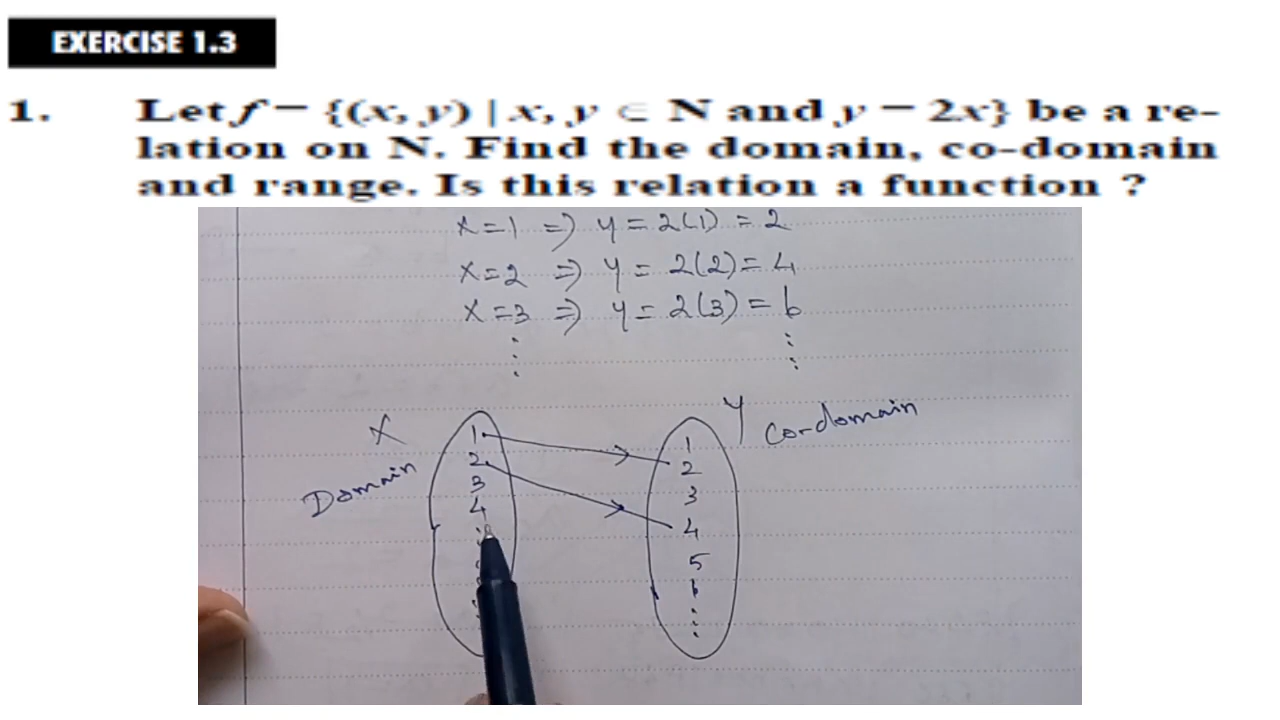 EXERCISE 1.3
1. Let f = {(x, y) | x, y ∈ N and y = 2x} be a re-
lation on N. Find the domain, co-domain
and range. Is this relation a function ?
x=1 => y = 2(1) = 2
x=2 => y = 2(2) = 4
x=3 => y = 2(3) = 6
⋮ ⋮
X Y
Domain Co-domain
1 1
2 2
3 3
4 4
5
6
⋮